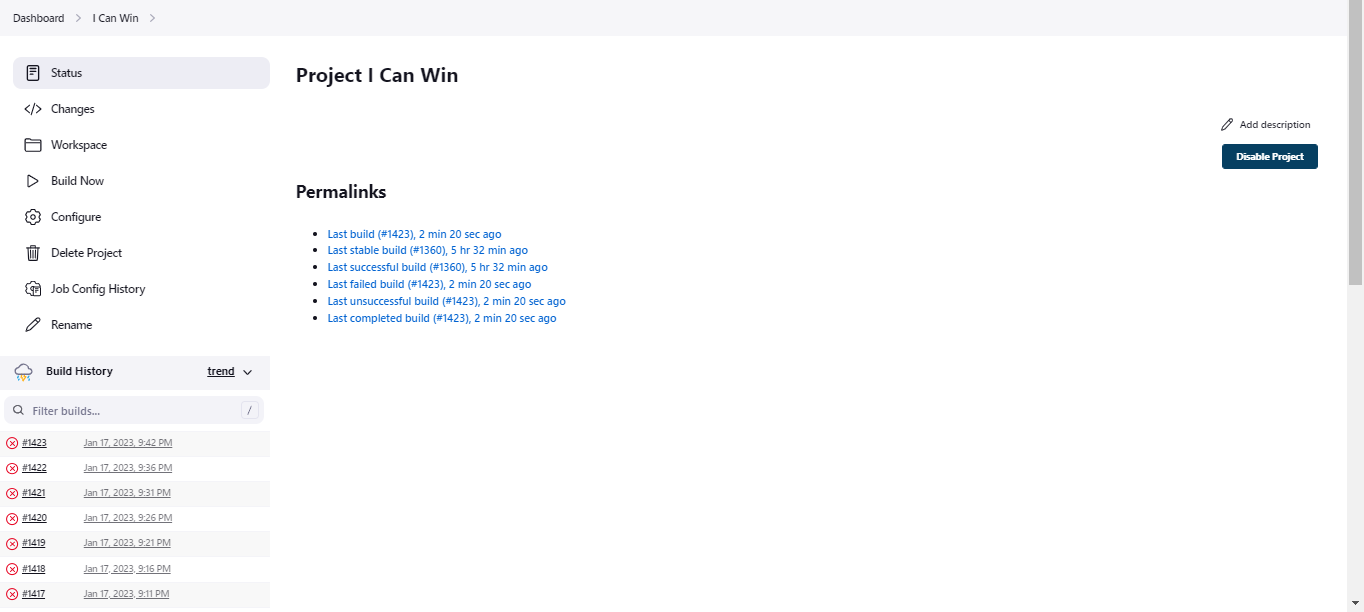 Dashboard
I Can Win
Status
Changes
Workspace
Build Now
Configure
Delete Project
Job Config History
Rename
Build History
trend
Filter builds...
/
#1423 Jan 17, 2023, 9:42 PM
#1422 Jan 17, 2023, 9:36 PM
#1421 Jan 17, 2023, 9:31 PM
#1420 Jan 17, 2023, 9:26 PM
#1419 Jan 17, 2023, 9:21 PM
#1418 Jan 17, 2023, 9:16 PM
#1417 Jan 17, 2023, 9:11 PM
Project I Can Win
Add description
Disable Project
Permalinks
Last build (#1423), 2 min 20 sec ago
Last stable build (#1360), 5 hr 32 min ago
Last successful build (#1360), 5 hr 32 min ago
Last failed build (#1423), 2 min 20 sec ago
Last unsuccessful build (#1423), 2 min 20 sec ago
Last completed build (#1423), 2 min 20 sec ago